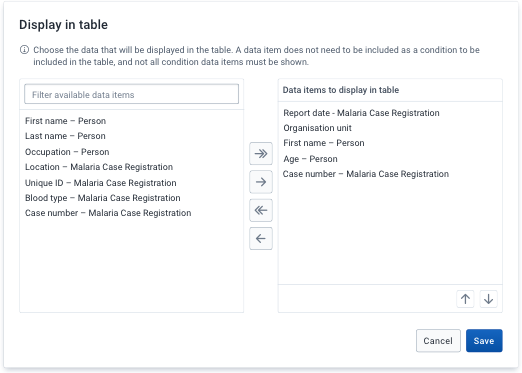 Display in table
Choose the data that will be displayed in the table. A data item does not need to be included as a condition to be
included in the table, and not all condition data items must be shown.
Filter available data items
First name – Person
Last name – Person
Occupation – Person
Location – Malaria Case Registration
Unique ID – Malaria Case Registration
Blood type – Malaria Case Registration
Case number – Malaria Case Registration
Data items to display in table
Report date - Malaria Case Registration
Organisation unit
First name – Person
Age – Person
Case number – Malaria Case Registration
Cancel
Save